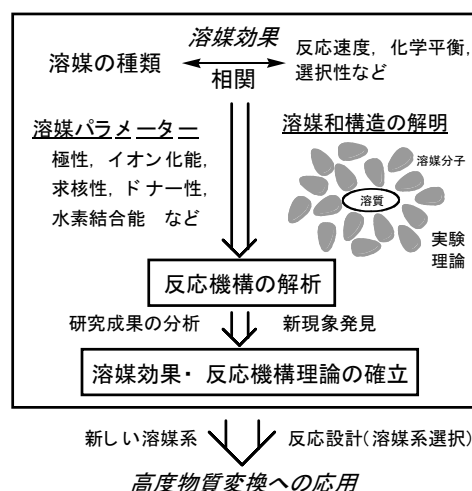 溶媒効果
溶媒の種類
相関
反応速度, 化学平衡,
選択性など
溶媒パラメーター
極性, イオン化能,
求核性, ドナー性,
水素結合能 など
溶媒和構造の解明
溶媒分子
溶質
実験
理論
反応機構の解析
研究成果の分析
新現象発見
溶媒効果・反応機構理論の確立
新しい溶媒系
反応設計(溶媒系選択)
高度物質変換への応用